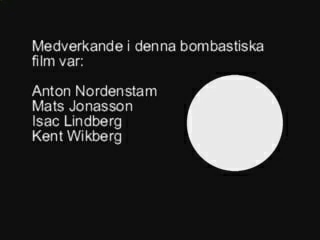 Medverkande i denna bombastiska
film var:
Anton Nordenstam
Mats Jonasson
Isac Lindberg
Kent Wikberg